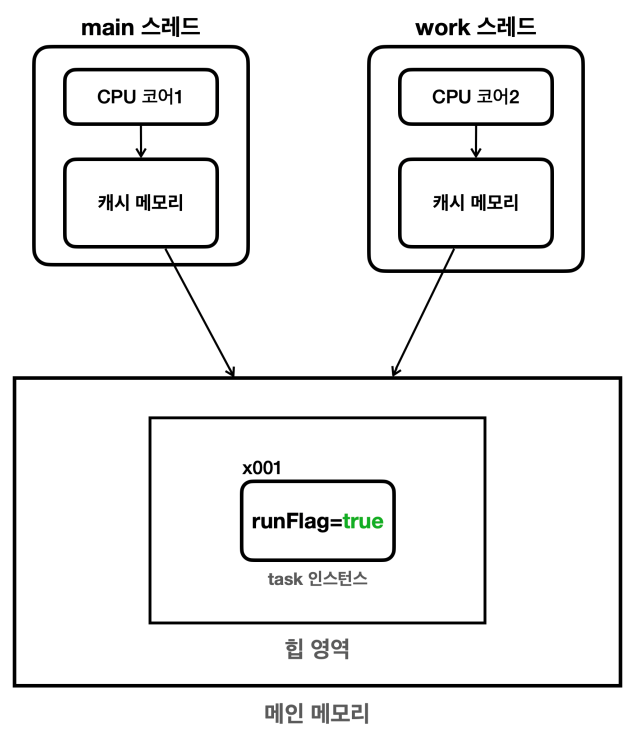 main 스레드
work 스레드
CPU 코어1
CPU 코어2
캐시 메모리
캐시 메모리
x001
runFlag=true
task 인스턴스
힙 영역
메인 메모리